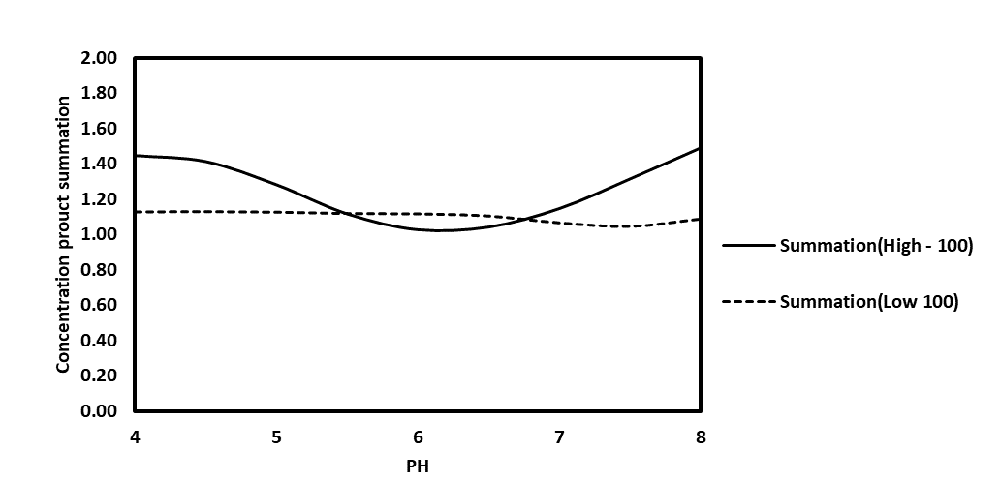 Concentration prouct summation
2.00
1.80
1.60
1.40
1.20
1.00
0.80
0.60
0.40
0.20
0.00
4 5 6 7 8
PH
Summation(High - 100)
Summation(Low 100)